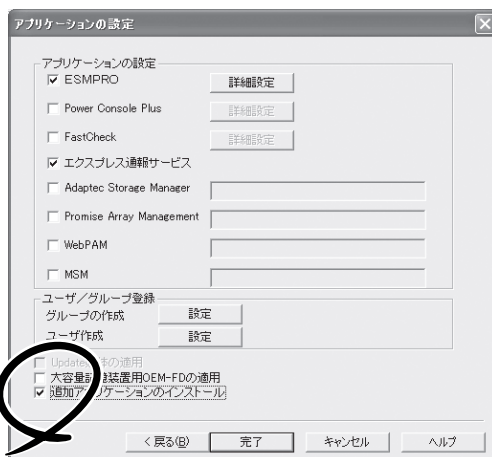 アプリケーションの設定
アプリケーションの設定
ESMPRO 詳細設定
Power Console Plus 詳細設定
FastCheck 詳細設定
エクスプレス通報サービス
Adaptec Storage Manager
Promise Array Management
WebPAM
MSM
ユーザ/グループ登録
グループの作成 設定
ユーザ作成 設定
Update の適用
大容量記憶装置用OEM-FDの適用
追加アプリケーションのインストール
< 戻る(B) 完了 キャンセル ヘルプ